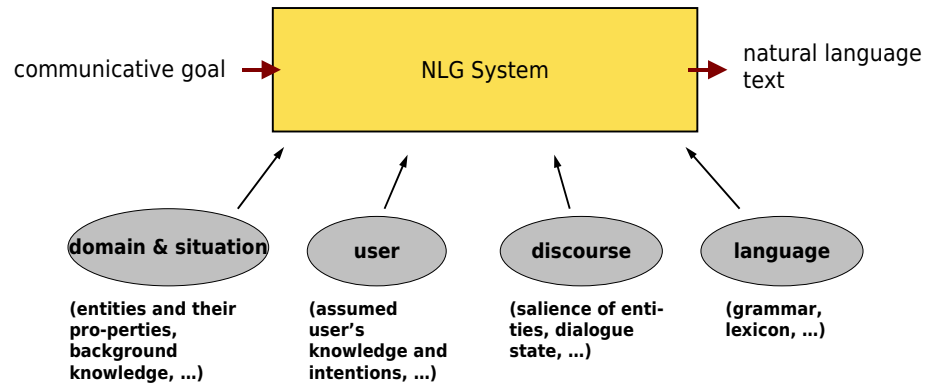 communicative goal
NLG System
natural language
text
domain & situation
user
discourse
language
(entities and their
pro-perties,
background
knowledge, …)
(assumed
user’s
knowledge and
intentions, …)
(salience of enti-
ties, dialogue
state, …)
(grammar,
lexicon, …)